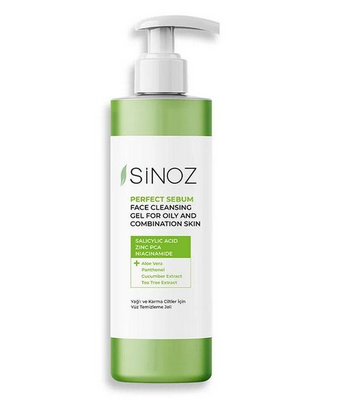 SiNOZ
PERFECT SEBUM
FACE CLEANSING
GEL FOR OILY AND
COMBINATION SKIN
SALICYLIC ACID
ZINC PCA
NIACINAMIDE
+ Aloe Vera
Panthenol
Cucumber Extract
Tea Tree Extract
Yağlı ve Karma Ciltler İçin
Yüz Temizleme Jeli